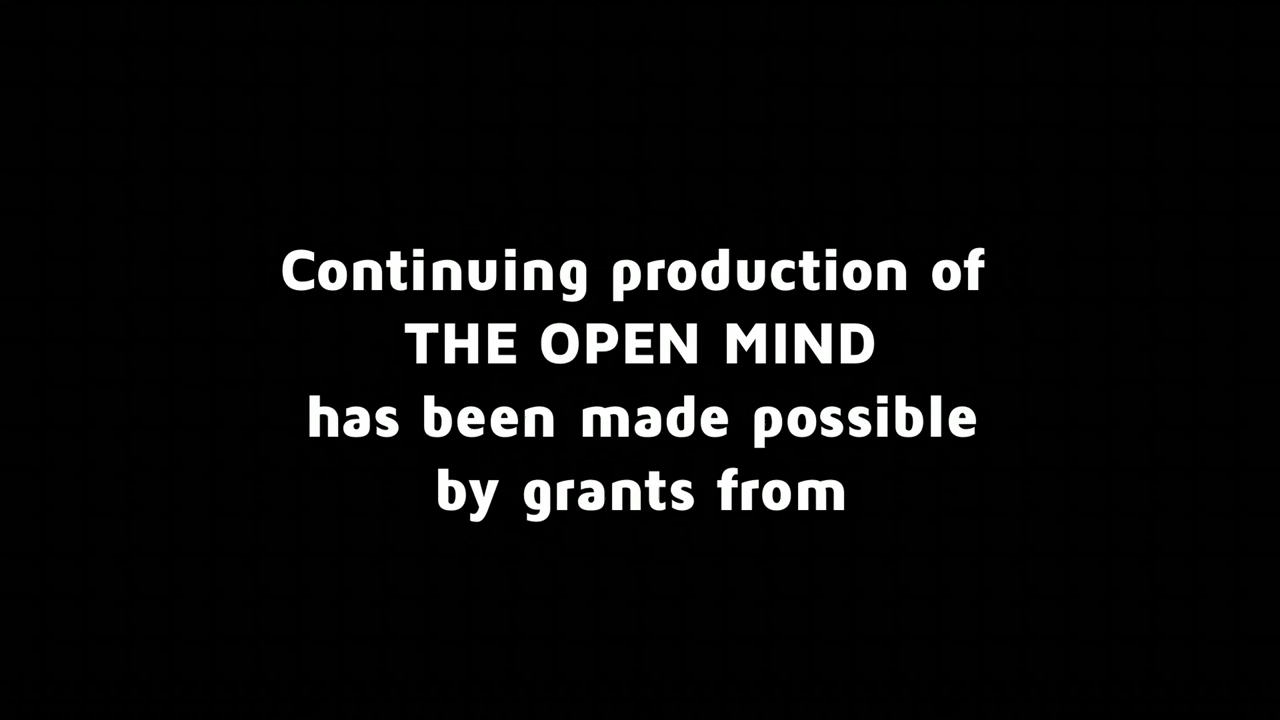 Continuing production of
THE OPEN MIND
has been made possible
by grants from